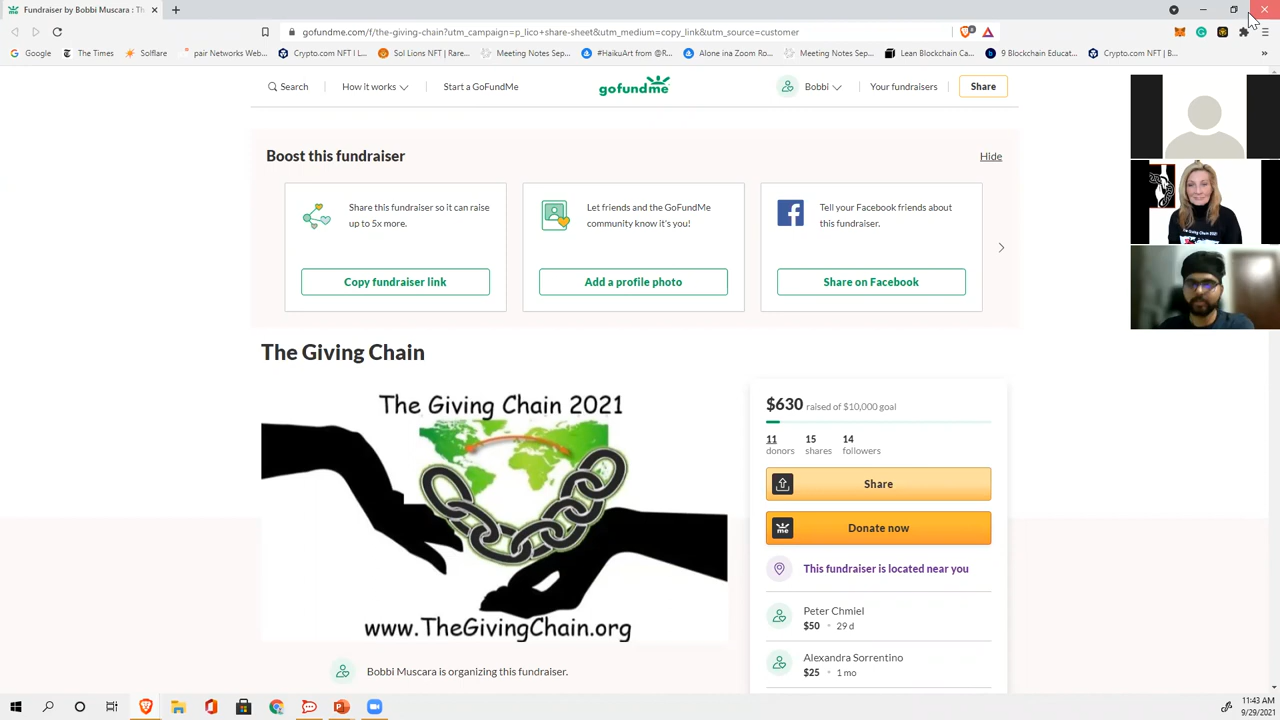 Fundraiser by Bobbi Muscara : Th
gofundme.com/f/the-giving-chain?utm_campaign=p_lico+share-sheet&utm_medium=copy_link&utm_source=customer
Google
The Times
Solflare
pair Networks Web...
Crypto.com NFT I L...
Sol Lions NFT | Rare...
Meeting Notes Sep...
#HaikuArt from @R...
Alone ina Zoom Ro...
Meeting Notes Sep...
Lean Blockchain Ca...
9 Blockchain Educat...
Crypto.com NFT | B...
Search
How it works
Start a GoFundMe
gofundme
Bobbi
Your fundraisers
Share
Boost this fundraiser
Hide
Share this fundraiser so it can raise
up to 5x more.
Copy fundraiser link
Let friends and the GoFundMe
community know it's you!
Add a profile photo
Tell your Facebook friends about
this fundraiser.
Share on Facebook
The Giving Chain
The Giving Chain 2021
www.TheGivingChain.org
Bobbi Muscara is organizing this fundraiser.
$630 raised of $10,000 goal
11 15 14
donors shares followers
Share
me Donate now
This fundraiser is located near you
Peter Chmiel
$50 • 29 d
Alexandra Sorrentino
$25 • 1 mo
The Giving Chain 2021
11:43 AM
9/29/2021